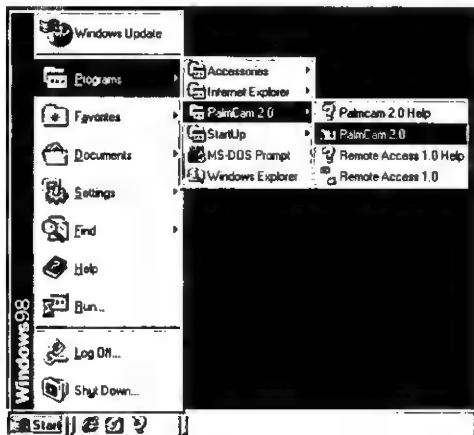 Windows Update
Programs
Favorites
Documents
Settings
Find
Help
Run...
Log Off...
Shut Down...
Windows98
Start
Accessories
Internet Explorer
PalmCam 2.0
StartUp
MS-DOS Prompt
Windows Explorer
Palmcam 2.0 Help
PalmCam 2.0
Remote Access 1.0 Help
Remote Access 1.0